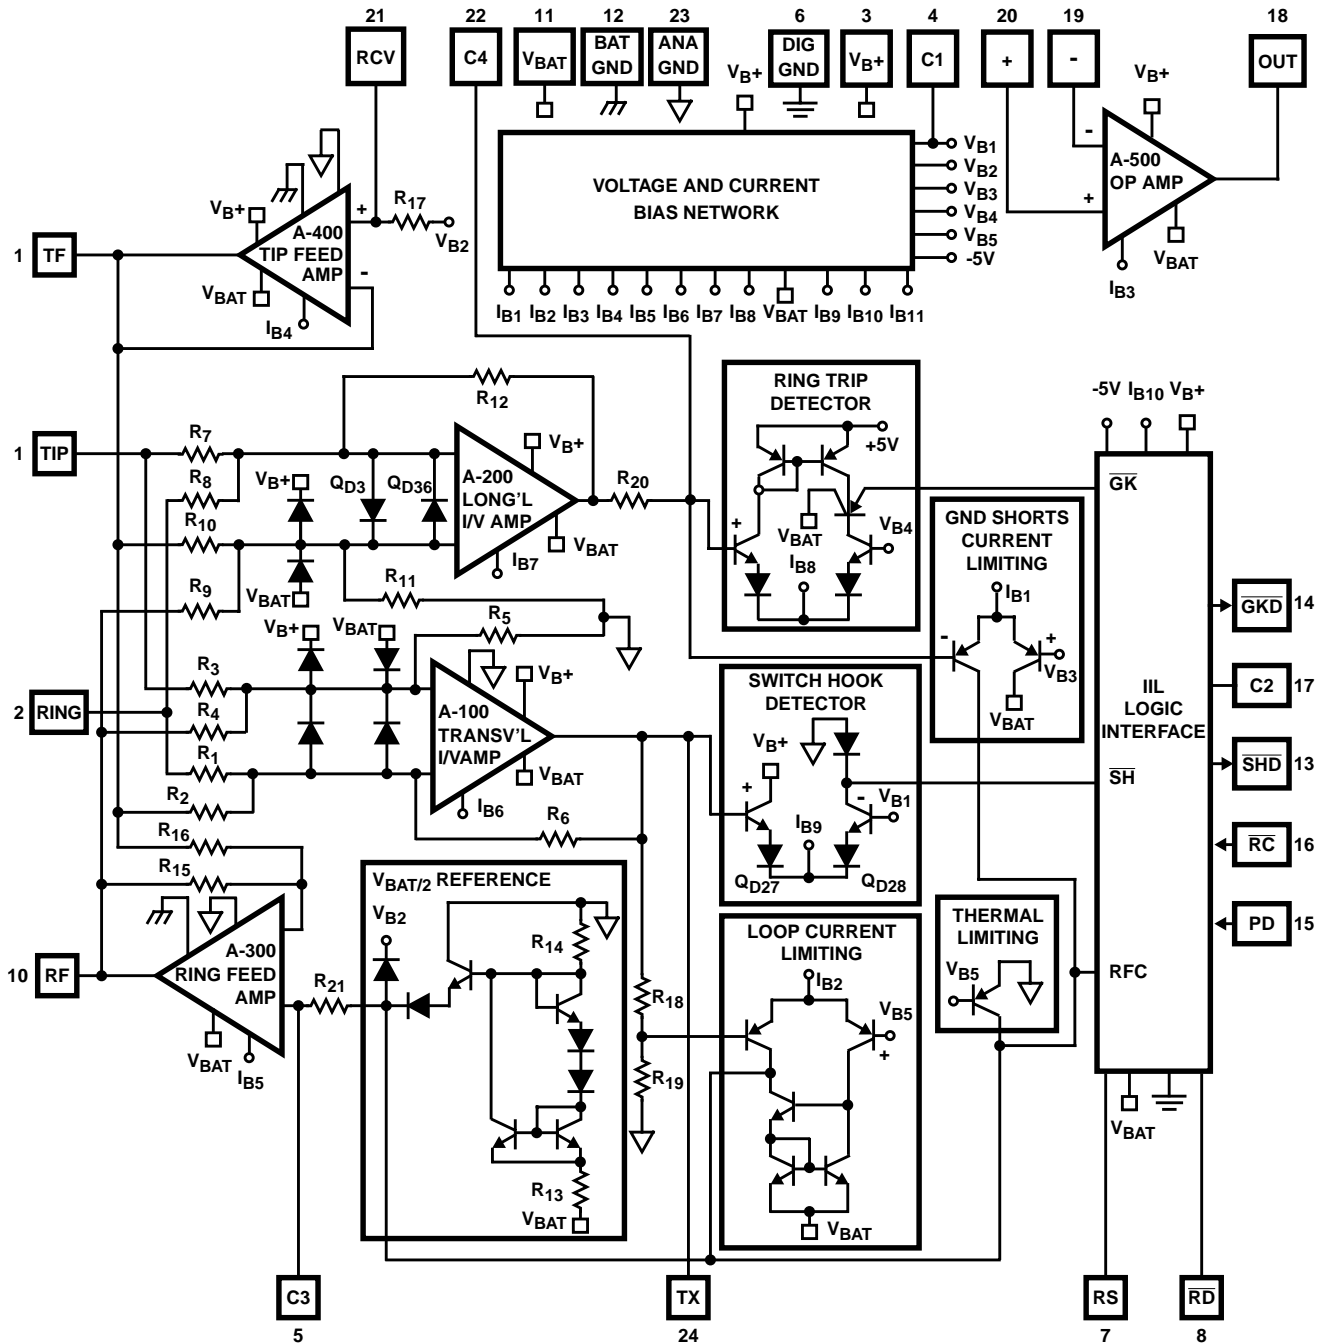 21 22 11 12 23 6 3 4 20 19 18
RCV C4 VBAT BAT GND ANA GND DIG GND VB+ C1 + - OUT
VB+
VOLTAGE AND CURRENT
BIAS NETWORK
VB1
VB2
VB3
VB4
VB5
-5V
IB1 IB2 IB3 IB4 IB5 IB6 IB7 IB8 VBAT IB9 IB10 IB11
VB+
-
A-500
OP AMP
+
VBAT
IB3
R17
VB2
VB+
+
A-400
TIP FEED
AMP
-
VBAT
IB4
1 TF
R12
1 TIP
R7
R8
R10
R9
VB+
VBAT
QD3
QD36
A-200
LONG'L
I/V AMP
VB+
VBAT
IB7
R20
R11
R5
RING TRIP
DETECTOR
+5V
VBAT
+
IB8
VB4
-5V IB10 VB+
GK
GND SHORTS
CURRENT
LIMITING
IB1
-
+
VB3
VBAT
IIL
LOGIC
INTERFACE
SH
RFC
GKD 14
C2 17
SHD 13
RC 16
PD 15
2 RING
R3
R4
R1
R2
R16
R15
VB+
VBAT
A-100
TRANSV'L
I/VAMP
VB+
VBAT
IB6
R6
SWITCH HOOK
DETECTOR
VB+
+
-
VB1
IB9
QD27
QD28
THERMAL
LIMITING
VB5
VBAT/2 REFERENCE
VB2
R14
R13
VBAT
10 RF
A-300
RING FEED
AMP
R21
VBAT
IB5
R18
R19
LOOP CURRENT
LIMITING
IB2
VB5
+
VBAT
VBAT
C3
5
TX
24
RS
7
RD
8